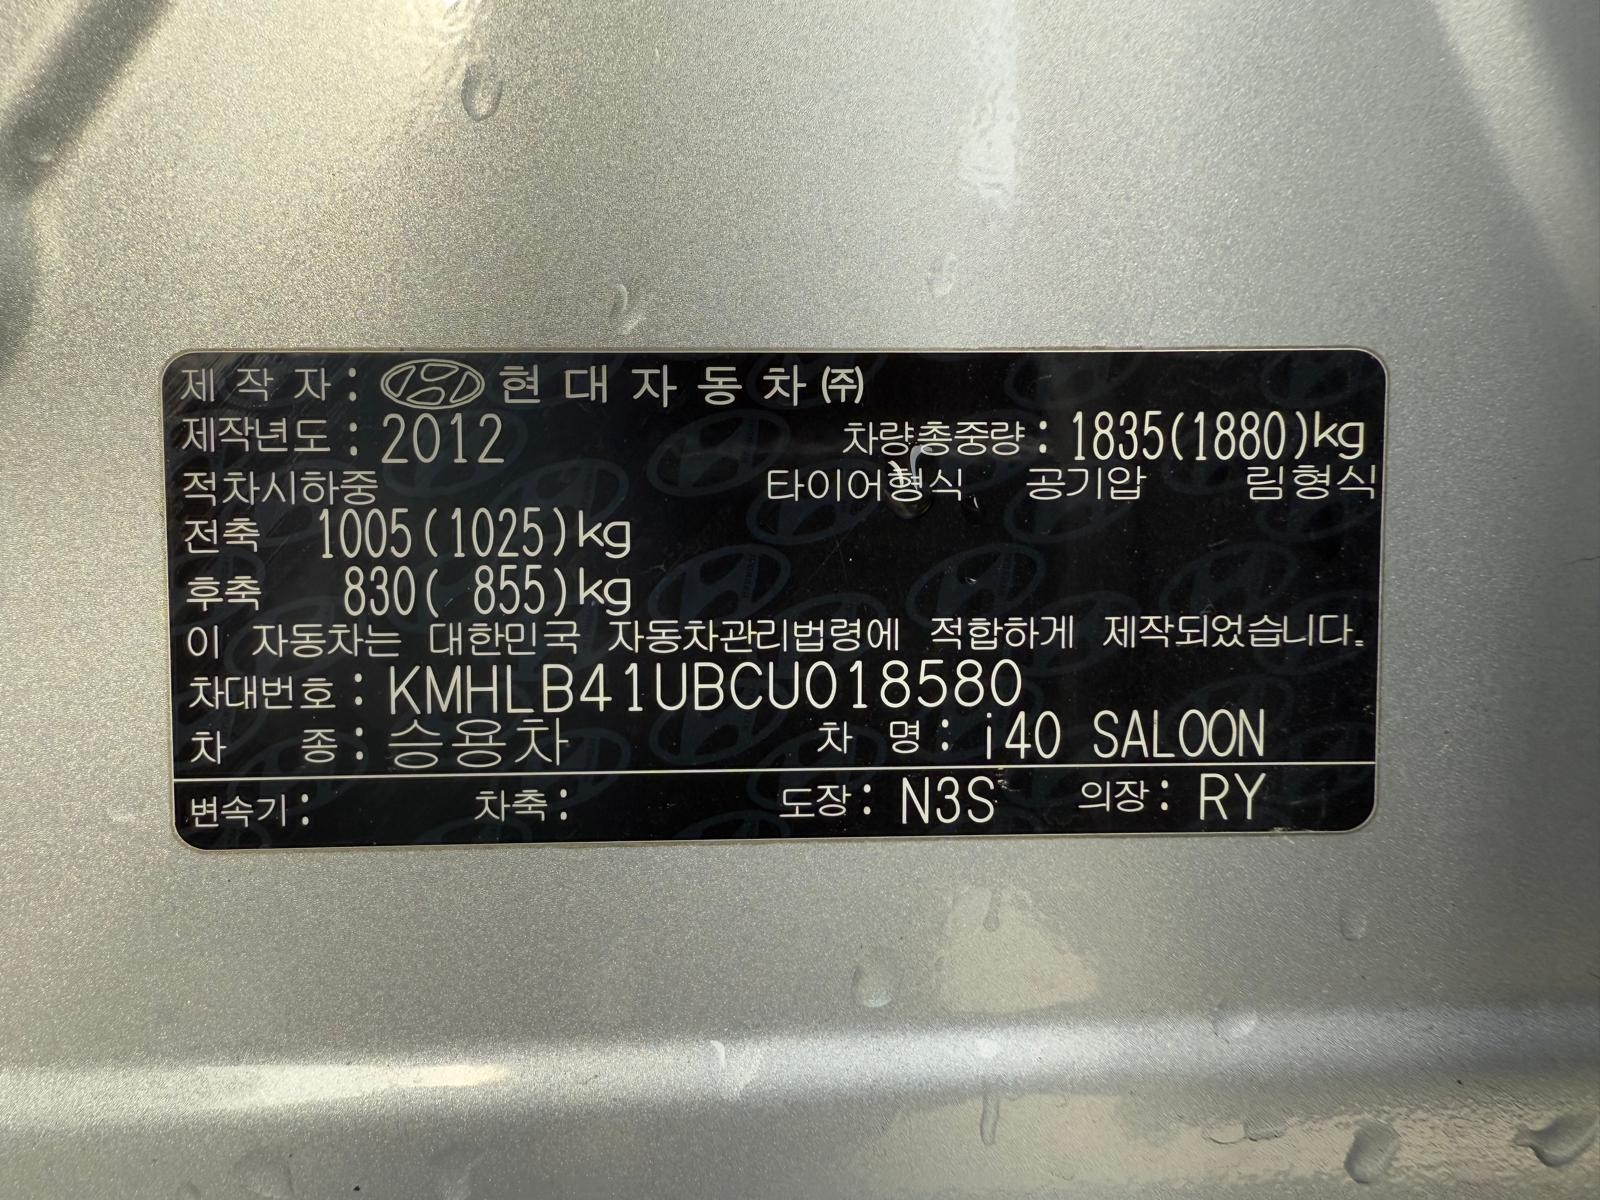 제 작 자 : 현 대 자 동 차 ㈜
제작년도 : 2012 차량총중량 : 1835(1880)kg
적차시하중 타이어형식 공기압 림형식
전축 1005(1025)kg
후축 830( 855)kg
이 자동차는 대한민국 자동차관리법령에 적합하게 제작되었습니다.
차대번호 : KMHLB41UBCU018580
차 종 : 승용차 차 명 : i40 SALOON
변속기 : 차축 : 도장 : N3S 의장 : RY